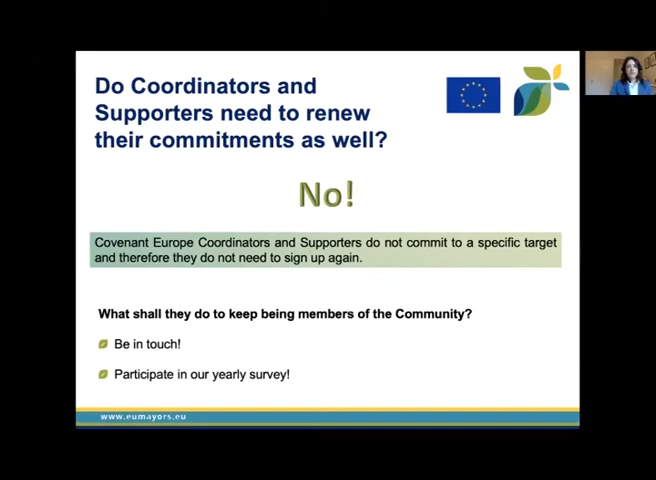 Do Coordinators and
Supporters need to renew
their commitments as well?
No!
Covenant Europe Coordinators and Supporters do not commit to a specific target
and therefore they do not need to sign up again.
What shall they do to keep being members of the Community?
Be in touch!
Participate in our yearly survey!
www.eumayors.eu